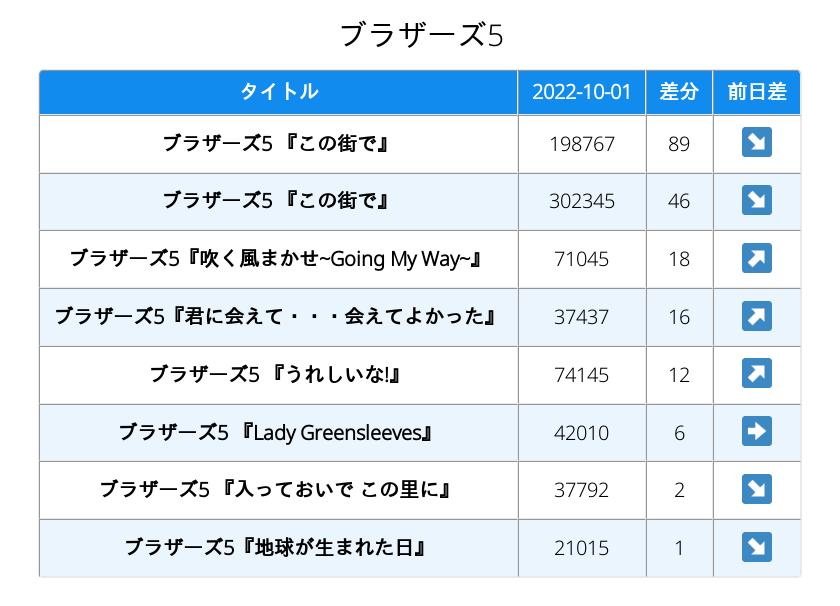 ブラザーズ5
タイトル 2022-10-01 差分 前日差
ブラザーズ5 『この街で』 198767 89 ↘
ブラザーズ5 『この街で』 302345 46 ↘
ブラザーズ5『吹く風まかせ~Going My Way~』 71045 18 ↗
ブラザーズ5『君に会えて・・・会えてよかった』 37437 16 ↗
ブラザーズ5 『うれしいな!』 74145 12 ↗
ブラザーズ5 『Lady Greensleeves』 42010 6 ➡
ブラザーズ5 『入っておいで この里に』 37792 2 ↘
ブラザーズ5『地球が生まれた日』 21015 1 ↘